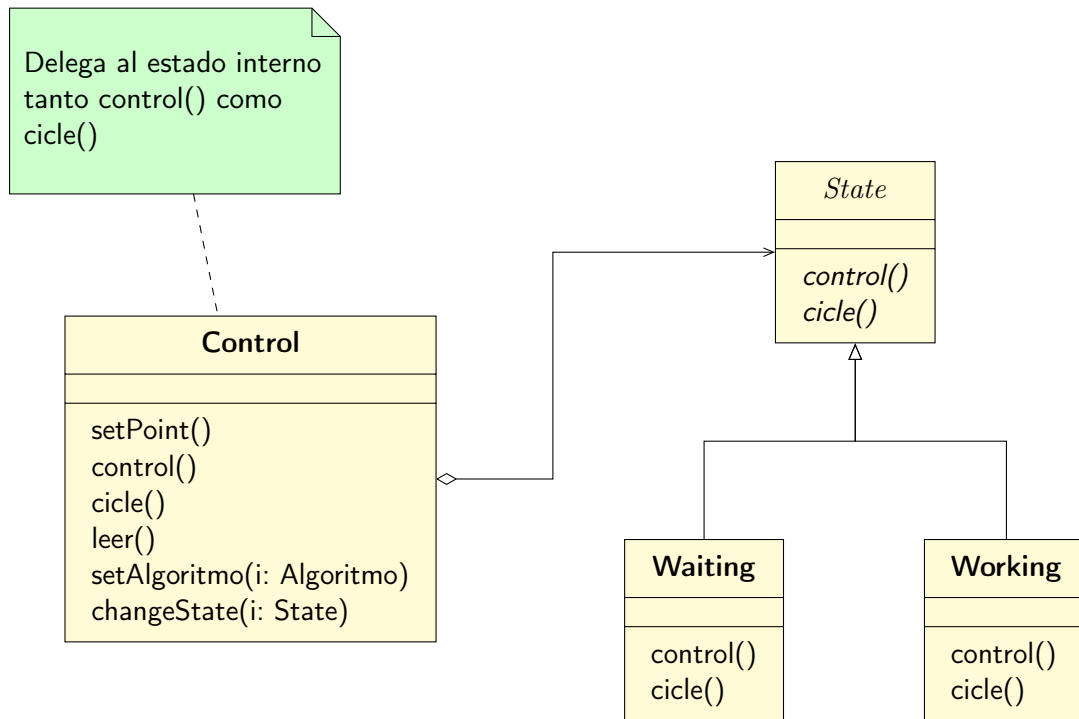 Delega al estado interno
tanto control() como
cicle()
State
control()
cicle()
Control
setPoint()
control()
cicle()
leer()
setAlgoritmo(i: Algoritmo)
changeState(i: State)
Waiting
control()
cicle()
Working
control()
cicle()